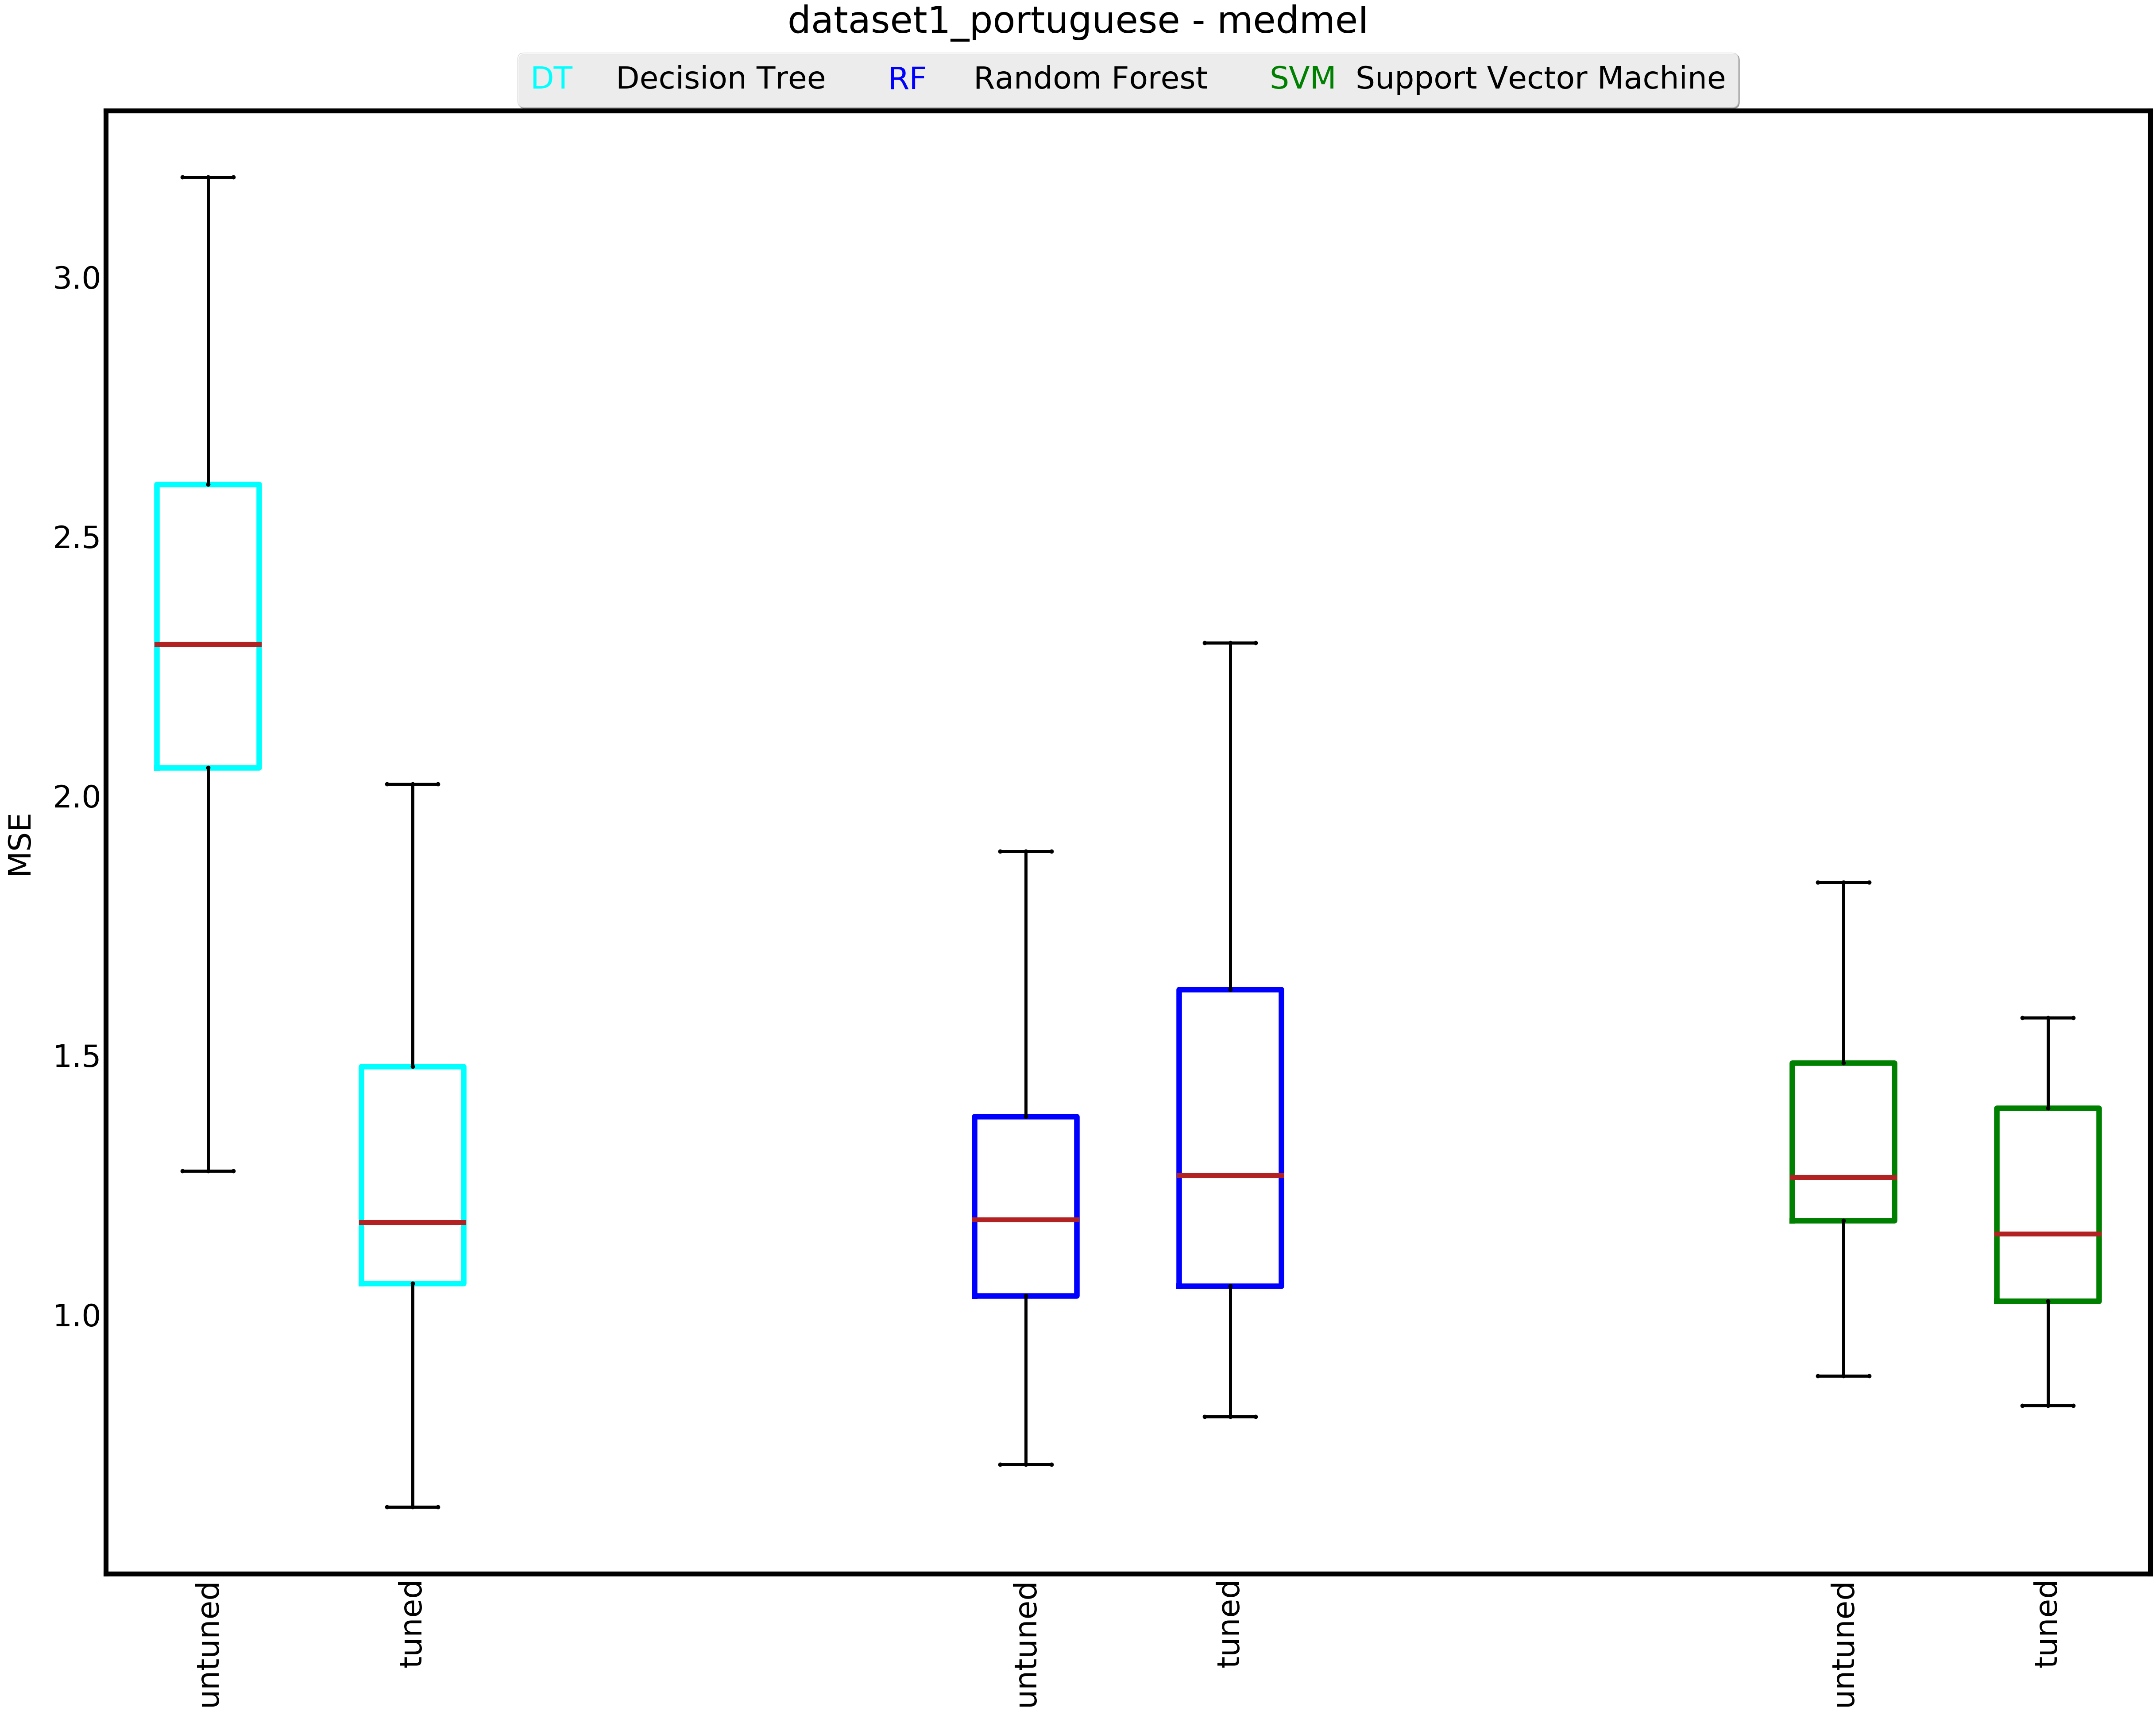 dataset1_portuguese - medmel
DT Decision Tree RF Random Forest SVM Support Vector Machine
MSE
3.0
2.5
2.0
1.5
1.0
untuned
tuned
untuned
tuned
untuned
tuned